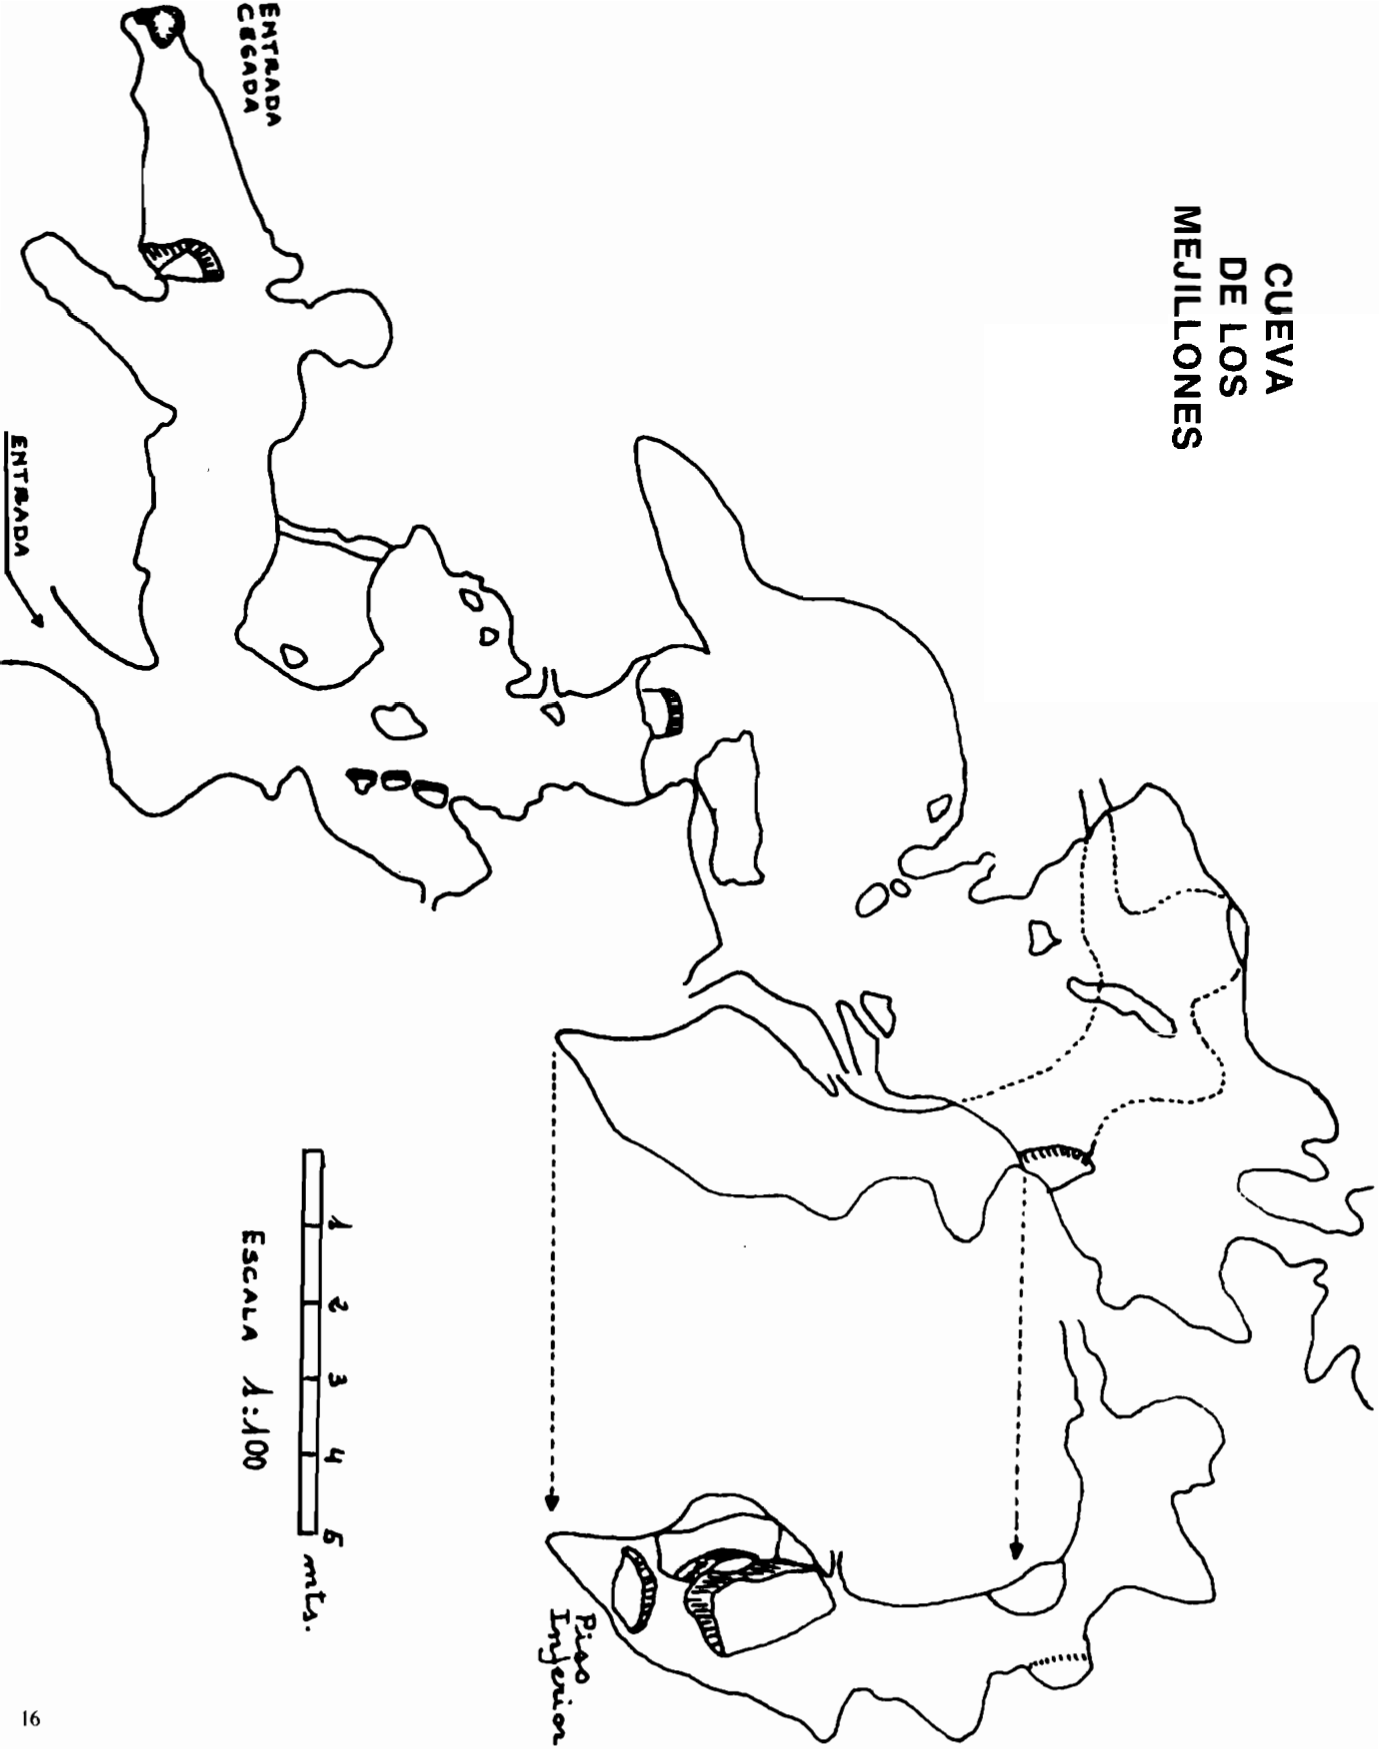 CUEVA
DE LOS
MEJILLONES
ENTRADA
CEGADA
ENTRADA
1
2
3
4
5 mts.
ESCALA 1:100
Piso
Inferior
16